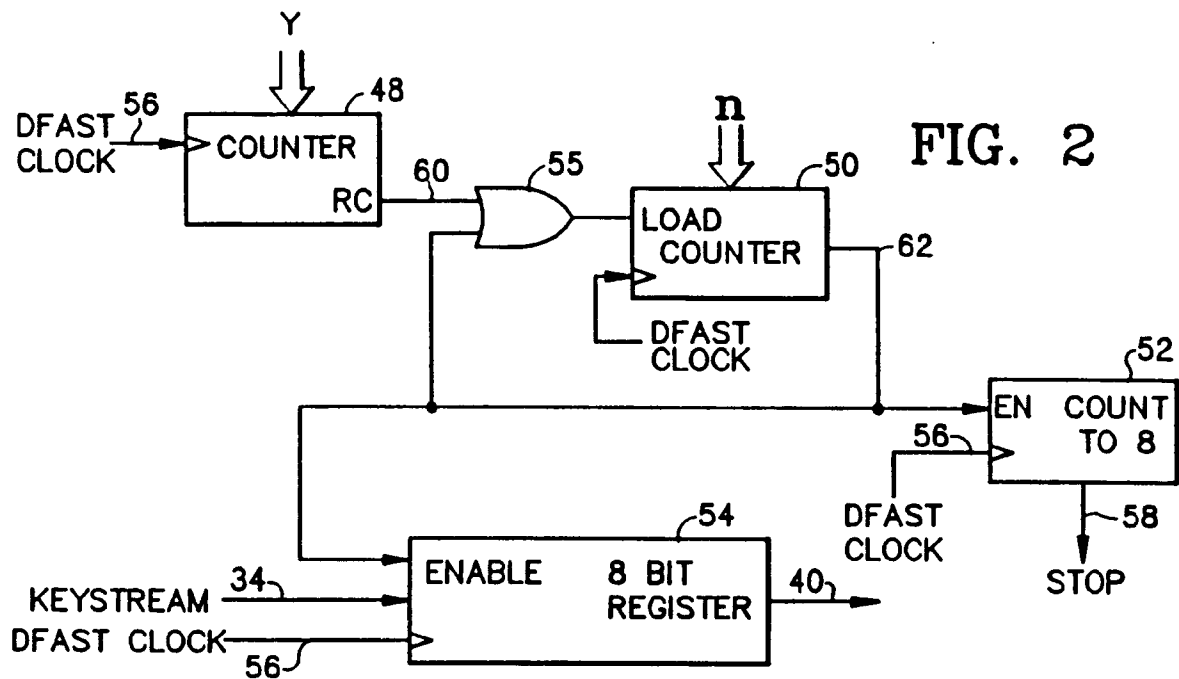 Y
56
48
DFAST
CLOCK
COUNTER
RC
60
55
n
50
LOAD
COUNTER
62
DFAST
CLOCK
FIG. 2
52
EN COUNT
TO 8
56
DFAST
CLOCK
58
STOP
54
ENABLE
8 BIT
REGISTER
34
KEYSTREAM
40
DFAST CLOCK
56